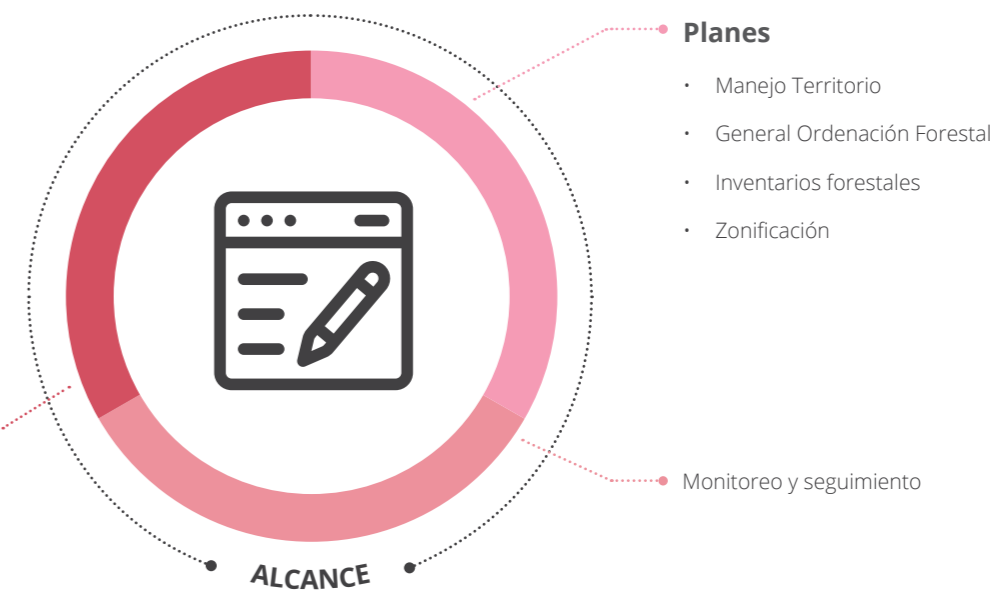 Planes
• Manejo Territorio
• General Ordenación Forestal
• Inventarios forestales
• Zonificación
Monitoreo y seguimiento
ALCANCE